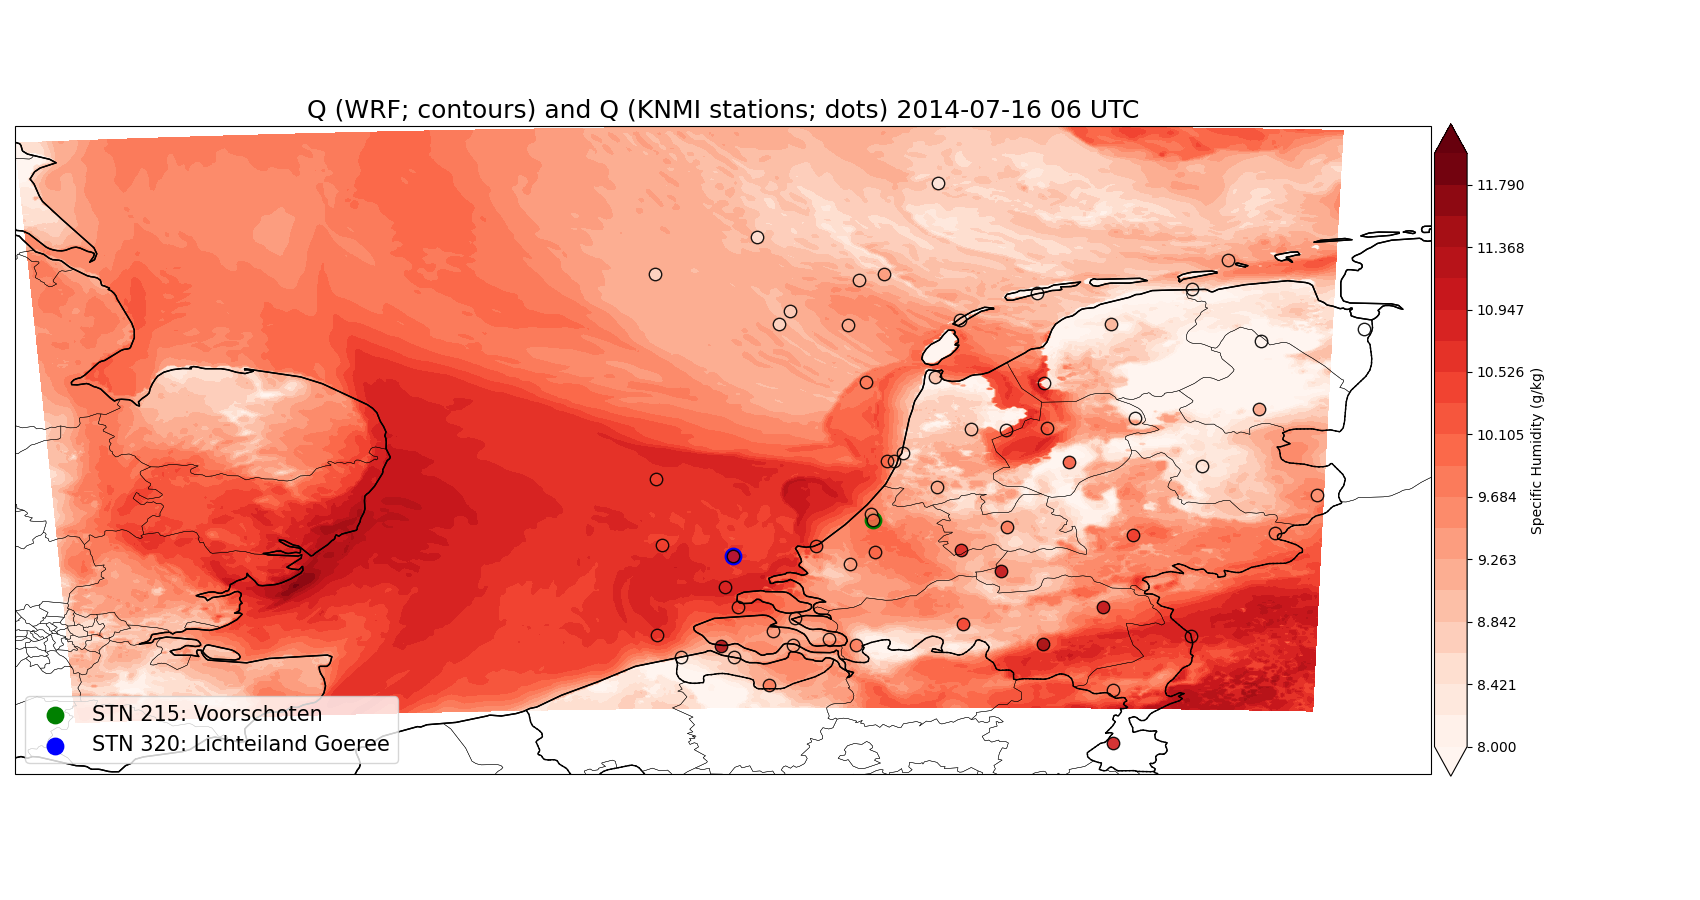 Q (WRF; contours) and Q (KNMI stations; dots) 2014-07-16 06 UTC
11.790
11.368
10.947
10.526
10.105
9.684
9.263
8.842
8.421
8.000
Specific Humidity (g/kg)
STN 215: Voorschoten
STN 320: Lichteiland Goeree